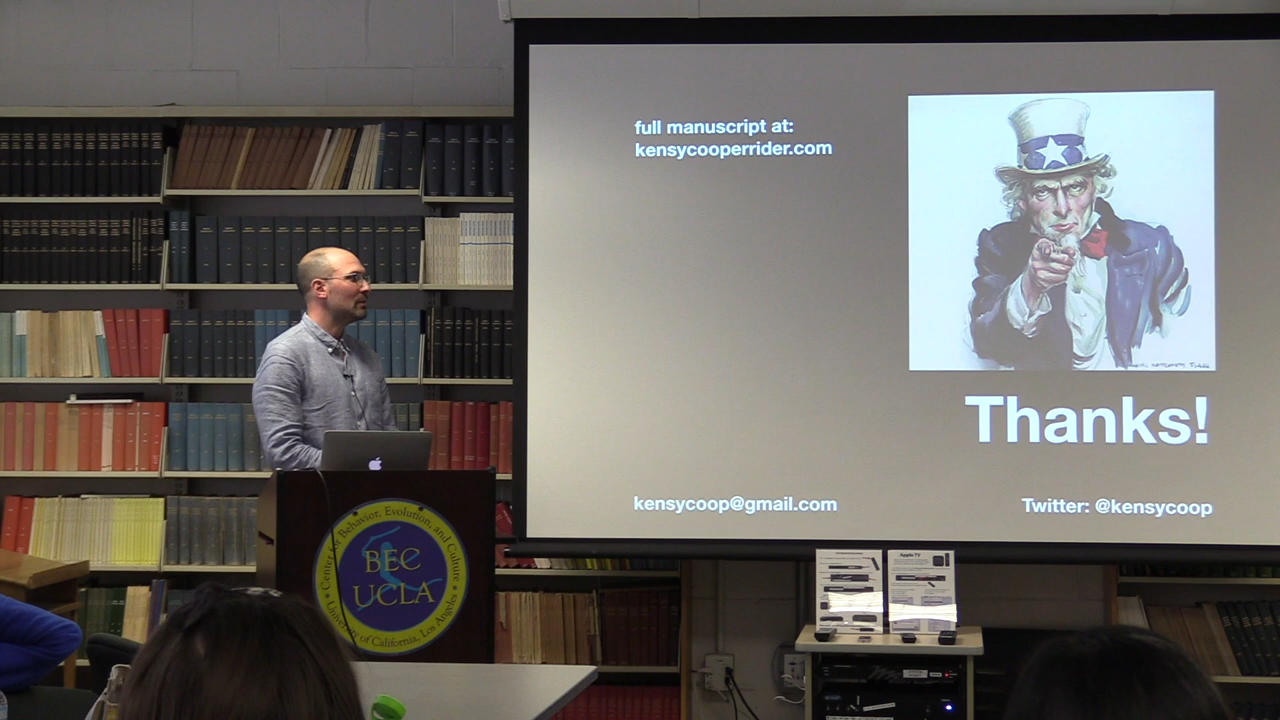 full manuscript at:
kensycooperrider.com
Thanks!
kensycoop@gmail.com
Twitter: @kensycoop
Center for Behavior, Evolution, and Culture
BEC
UCLA
University of California, Los Angeles
Apple TV